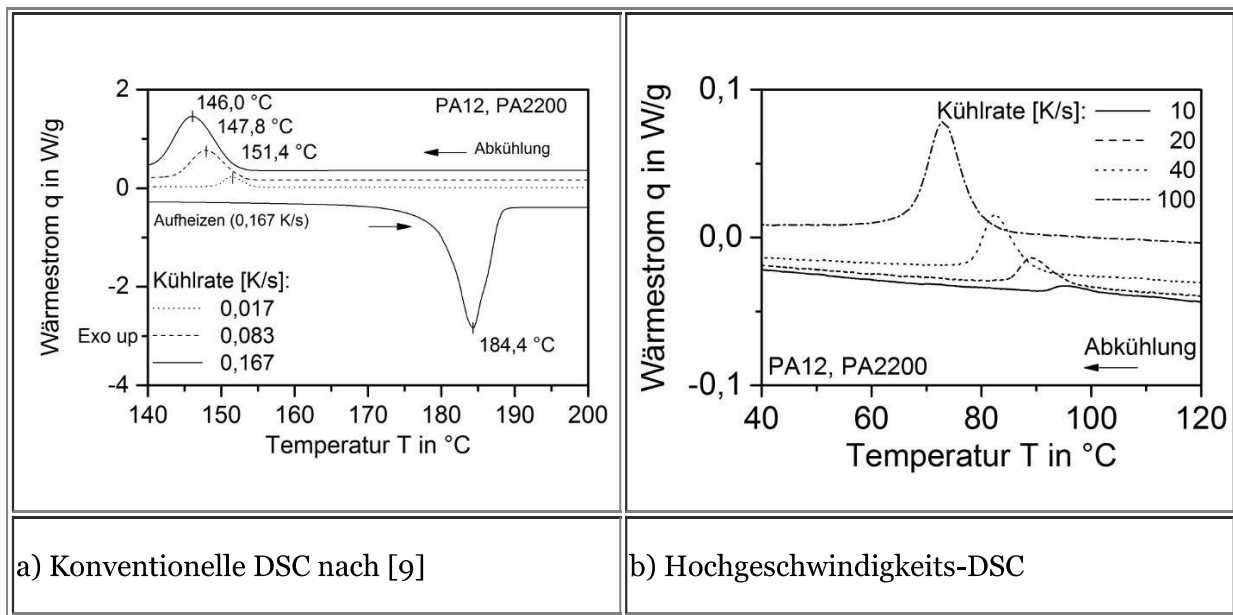 2
146,0 °C
147,8 °C
151,4 °C
PA12, PA2200
Abkühlung
0
Aufheizen (0,167 K/s)
Kühlrate [K/s]:
-2
0,017
Exo up
0,083
184,4 °C
0,167
-4
140 150 160 170 180 190 200
Temperatur T in °C
Wärmestrom q in W/g
0,1
Kühlrate [K/s]:
10
20
40
100
0,0
Abkühlung
PA12, PA2200
-0,1
40 60 80 100 120
Temperatur T in °C
Wärmestrom q in W/g
a) Konventionelle DSC nach [9]
b) Hochgeschwindigkeits-DSC